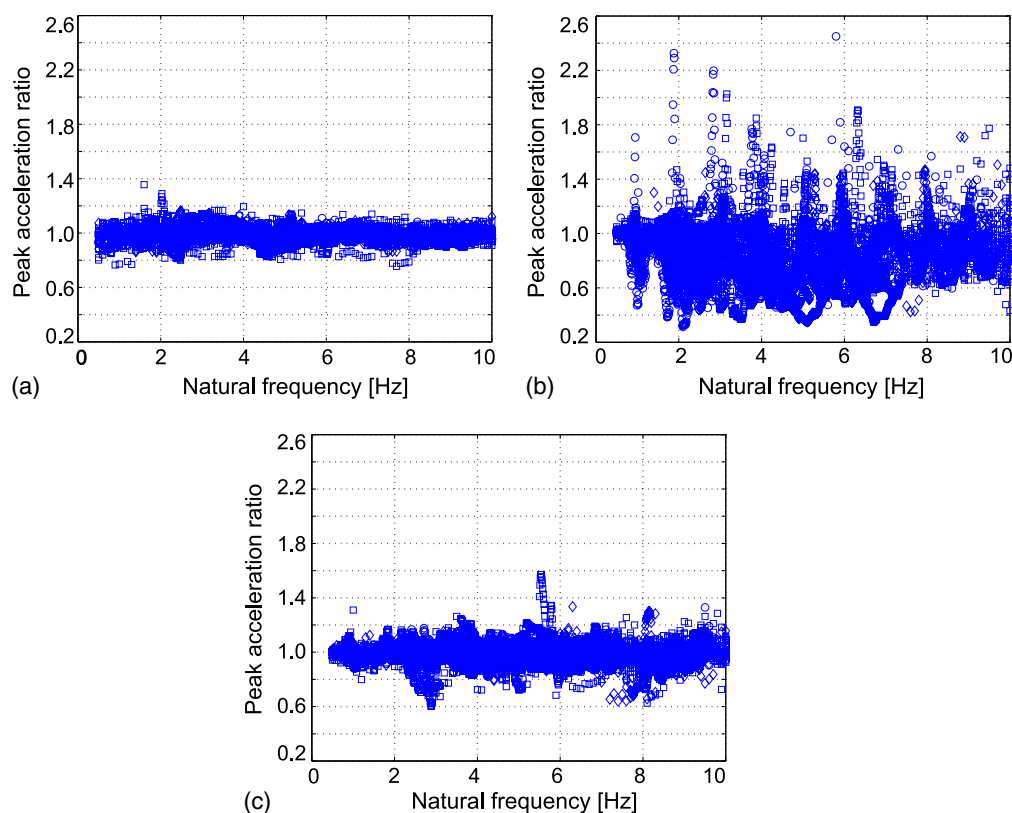 2.6
2.2
1.8
1.4
1.0
0.6
0.2
Peak acceleration ratio
0 2 4 6 8 10
Natural frequency [Hz]
(a)
2.6
2.2
1.8
1.4
1.0
0.6
0.2
Peak acceleration ratio
0 2 4 6 8 10
Natural frequency [Hz]
(b)
2.6
2.2
1.8
1.4
1.0
0.6
0.2
Peak acceleration ratio
0 2 4 6 8 10
Natural frequency [Hz]
(c)